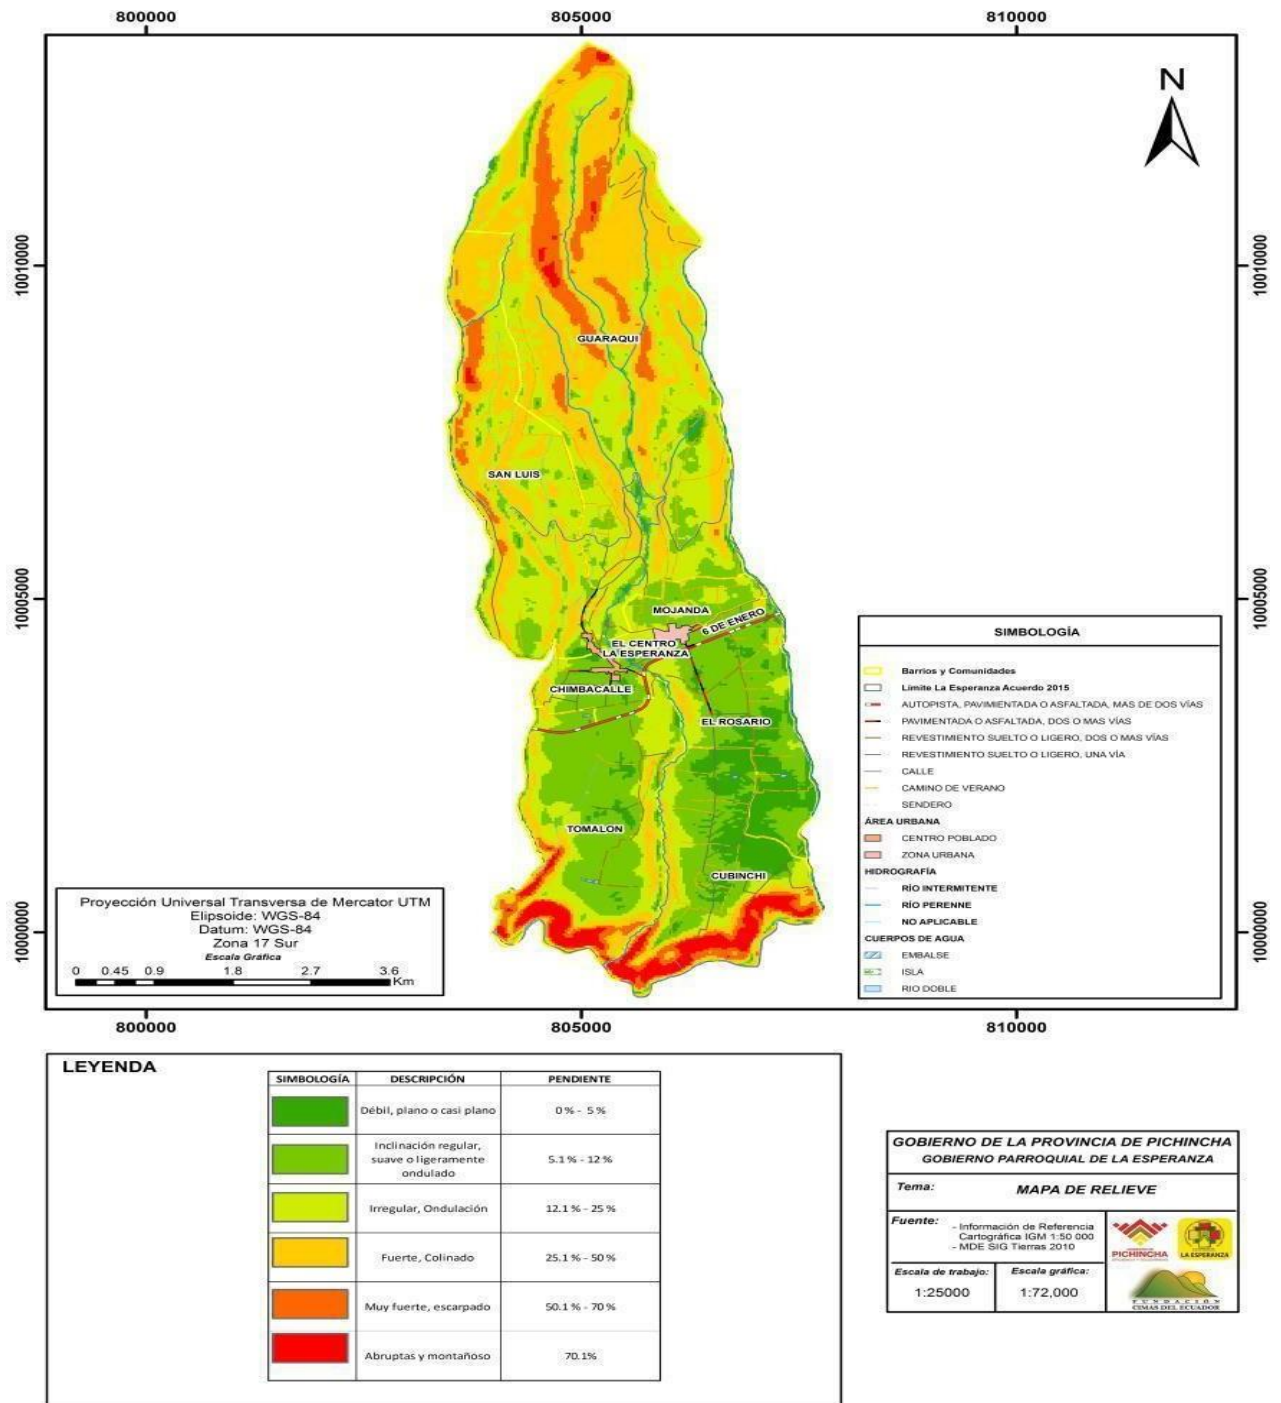 800000
805000
810000
N
10010000
10010000
GUARAQUI
SAN LUIS
10005000
10005000
MOJANDA
6 DE ENERO
EL CENTRO
LA ESPERANZA
CHIMBACALLE
EL ROSARIO
TOMALON
CUBINCHI
10000000
10000000
SIMBOLOGÍA
Barrios y Comunidades
Límite La Esperanza Acuerdo 2015
AUTOPISTA, PAVIMIENTADA O ASFALTADA, MAS DE DOS VÍAS
PAVIMENTADA O ASFALTADA, DOS O MAS VÍAS
REVESTIMIENTO SUELTO O LIGERO, DOS O MAS VÍAS
REVESTIMIENTO SUELTO O LIGERO, UNA VÍA
CALLE
CAMINO DE VERANO
SENDERO
ÁREA URBANA
CENTRO POBLADO
ZONA URBANA
HIDROGRAFÍA
RÍO INTERMITENTE
RÍO PERENNE
NO APLICABLE
CUERPOS DE AGUA
EMBALSE
ISLA
RIO DOBLE
Proyección Universal Transversa de Mercator UTM
Elipsoide: WGS-84
Datum: WGS-84
Zona 17 Sur
Escala Gráfica
0 0.45 0.9 1.8 2.7 3.6
Km
800000
805000
810000
LEYENDA
SIMBOLOGÍA DESCRIPCIÓN PENDIENTE
Débil, plano o casi plano 0 % - 5 %
Inclinación regular,
suave o ligeramente
ondulado
5.1 % - 12 %
Irregular, Ondulación 12.1 % - 25 %
Fuerte, Colinado 25.1 % - 50 %
Muy fuerte, escarpado 50.1 % - 70 %
Abruptas y montañoso 70.1%
GOBIERNO DE LA PROVINCIA DE PICHINCHA
GOBIERNO PARROQUIAL DE LA ESPERANZA
Tema: MAPA DE RELIEVE
Fuente:
- Información de Referencia
Cartográfica IGM 1:50 000
- MDE SIG Tierras 2010
PICHINCHA
LA ESPERANZA
Escala de trabajo:
1:25000
Escala gráfica:
1:72,000
FUNDACIÓN
CIMAS DEL ECUADOR